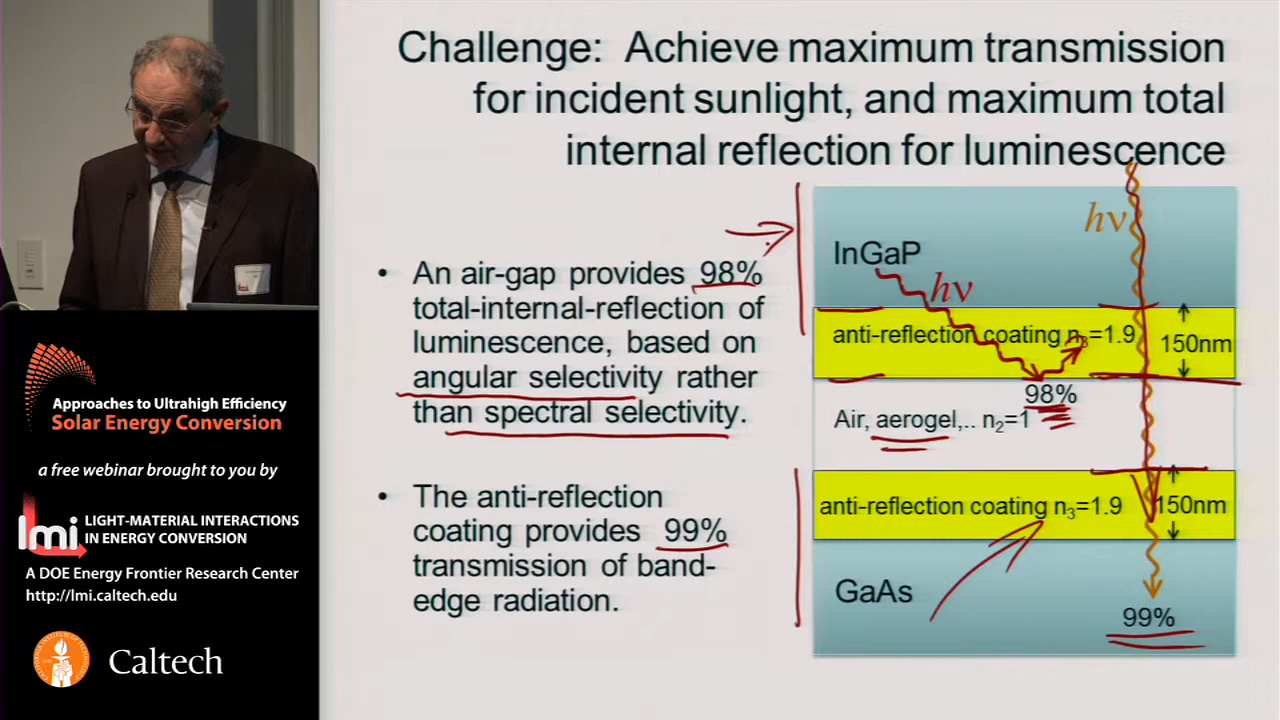 Challenge: Achieve maximum transmission
for incident sunlight, and maximum total
internal reflection for luminescence
• An air-gap provides 98%
total-internal-reflection of
luminescence, based on
angular selectivity rather
than spectral selectivity.
• The anti-reflection
coating provides 99%
transmission of band-
edge radiation.
hν
InGaP
hν
anti-reflection coating n3=1.9
150nm
98%
Air, aerogel,.. n2=1
anti-reflection coating n3=1.9
150nm
GaAs
99%
Approaches to Ultrahigh Efficiency
Solar Energy Conversion
a free webinar brought to you by
lmi
LIGHT-MATERIAL INTERACTIONS
IN ENERGY CONVERSION
A DOE Energy Frontier Research Center
http://lmi.caltech.edu
Caltech